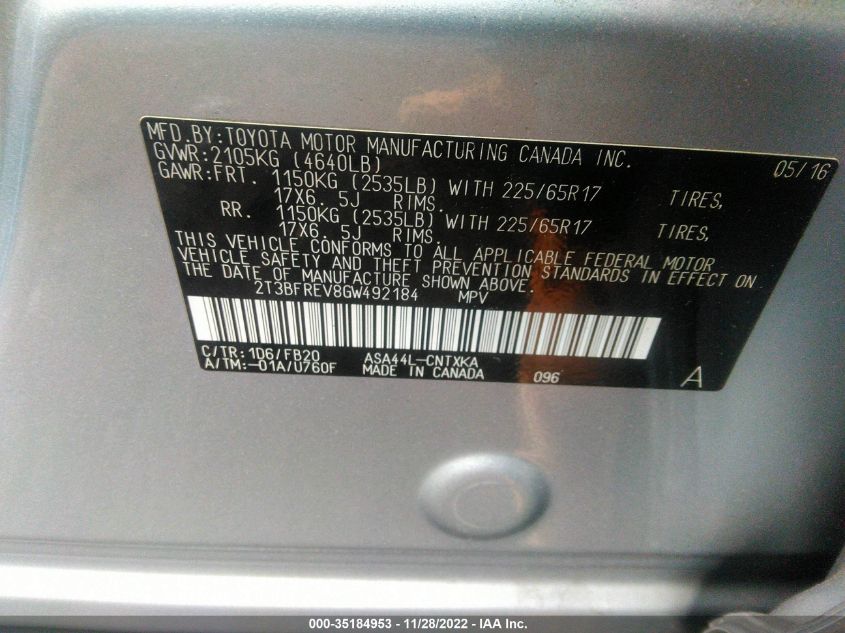 MFD.BY:TOYOTA MOTOR MANUFACTURING CANADA INC.
GVWR:2105KG (4640LB) 05/16
GAWR:FRT. 1150KG (2535LB) WITH 225/65R17 TIRES,
17X6. 5J RIMS.
RR. 1150KG (2535LB) WITH 225/65R17 TIRES,
17X6. 5J RIMS.
THIS VEHICLE CONFORMS TO ALL APPLICABLE FEDERAL MOTOR
VEHICLE SAFETY AND THEFT PREVENTION STANDARDS IN EFFECT ON
THE DATE OF MANUFACTURE SHOWN ABOVE.
2T3BFREV8GW492184 MPV
C/TR:1D6/FB20 ASA44L-CNTXKA
A/TM:-01A/U760F MADE IN CANADA 096 A
000-35184953 - 11/28/2022 - IAA Inc.